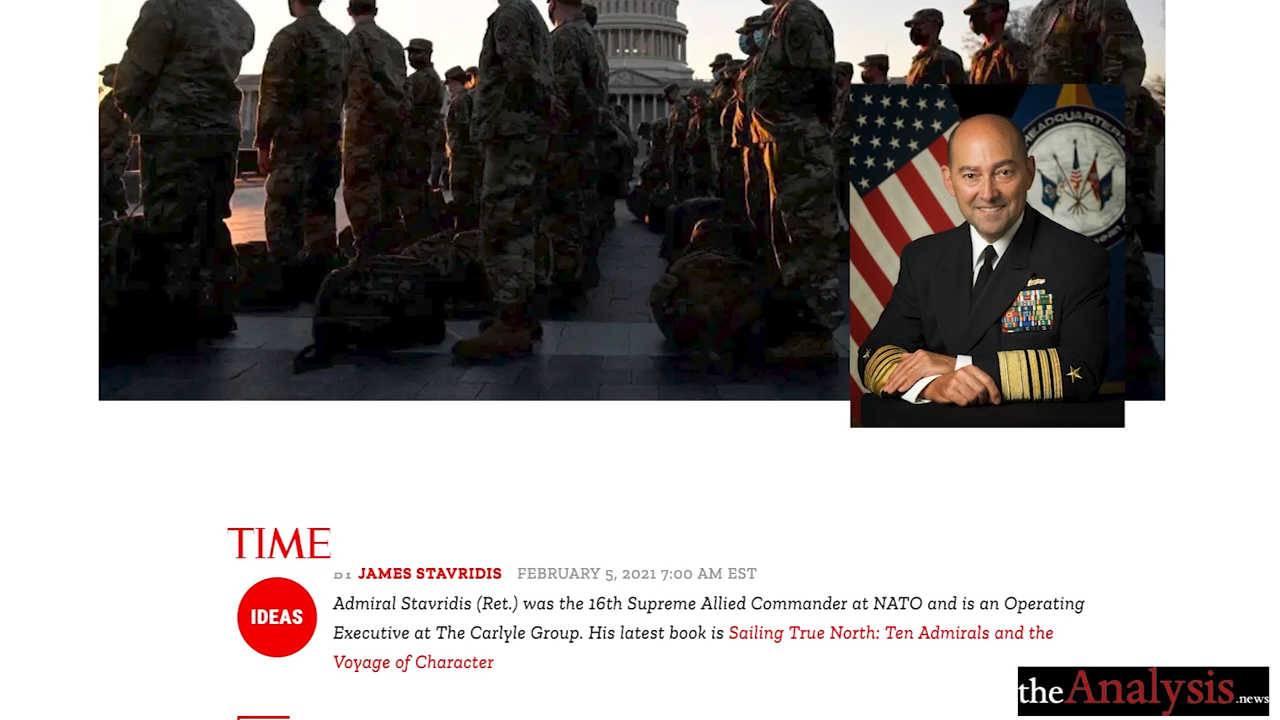 HEADQUARTERS
TIME
BY JAMES STAVRIDIS FEBRUARY 5, 2021 7:00 AM EST
IDEAS
Admiral Stavridis (Ret.) was the 16th Supreme Allied Commander at NATO and is an Operating
Executive at The Carlyle Group. His latest book is Sailing True North: Ten Admirals and the
Voyage of Character
theAnalysis.news